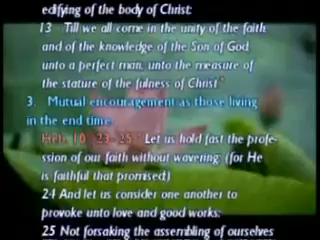 edifying of the body of Christ:
13 Till we all come in the unity of the faith
and of the knowledge of the Son of God,
unto a perfect man, unto the measure of
the stature of the fulness of Christ"
3. Mutual encouragement as those living
in the end time.
Heb. 10 23-25 "Let us hold fast the profe-
ssion of our faith without wavering; (for He
is faithful that promised)
24 And let us consider one another to
provoke unto love and good works:
25 Not forsaking the assembling of ourselves